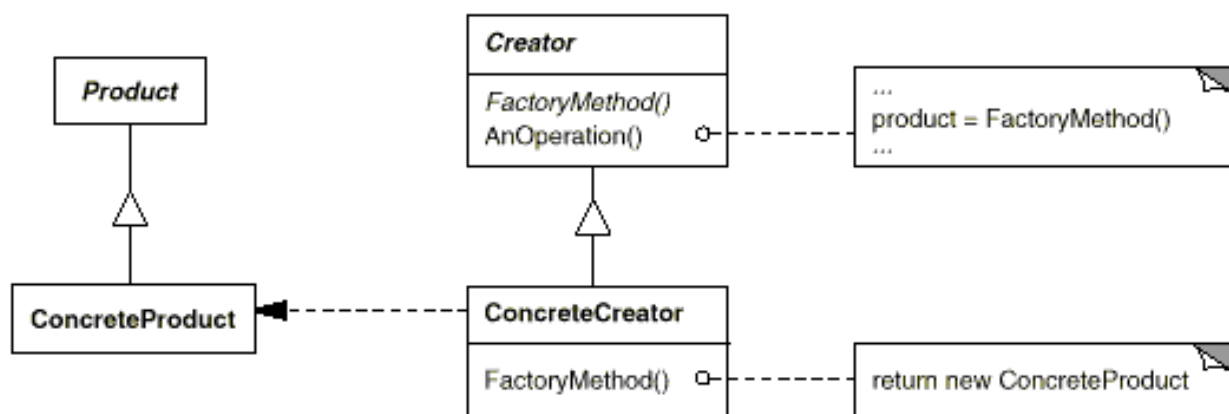 Product
ConcreteProduct
Creator
FactoryMethod()
AnOperation()
...
product = FactoryMethod()
...
ConcreteCreator
FactoryMethod()
return new ConcreteProduct